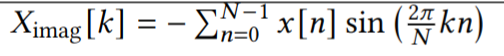 X_imag[k] = − ∑_{n=0}^{N−1} x[n] sin (2π/N kn)